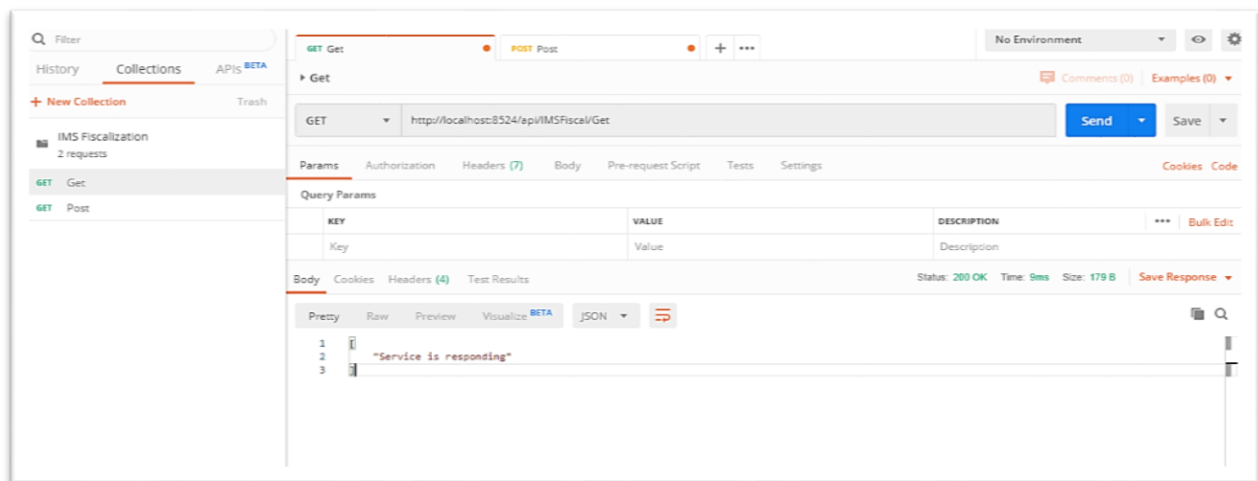 Filter
History Collections APIs BETA
+ New Collection Trash
IMS Fiscalization
2 requests
GET Get
GET Post
GET Get
POST Post
No Environment
Get
Comments (0) Examples (0)
GET http://localhost:8524/api/IMSFiscal/Get Send Save
Params Authorization Headers (7) Body Pre-request Script Tests Settings Cookies Code
Query Params
KEY VALUE DESCRIPTION Bulk Edit
Key Value Description
Body Cookies Headers (4) Test Results Status: 200 OK Time: 9ms Size: 179 B Save Response
Pretty Raw Preview Visualize BETA JSON
1 [
2 "Service is responding"
3 ]